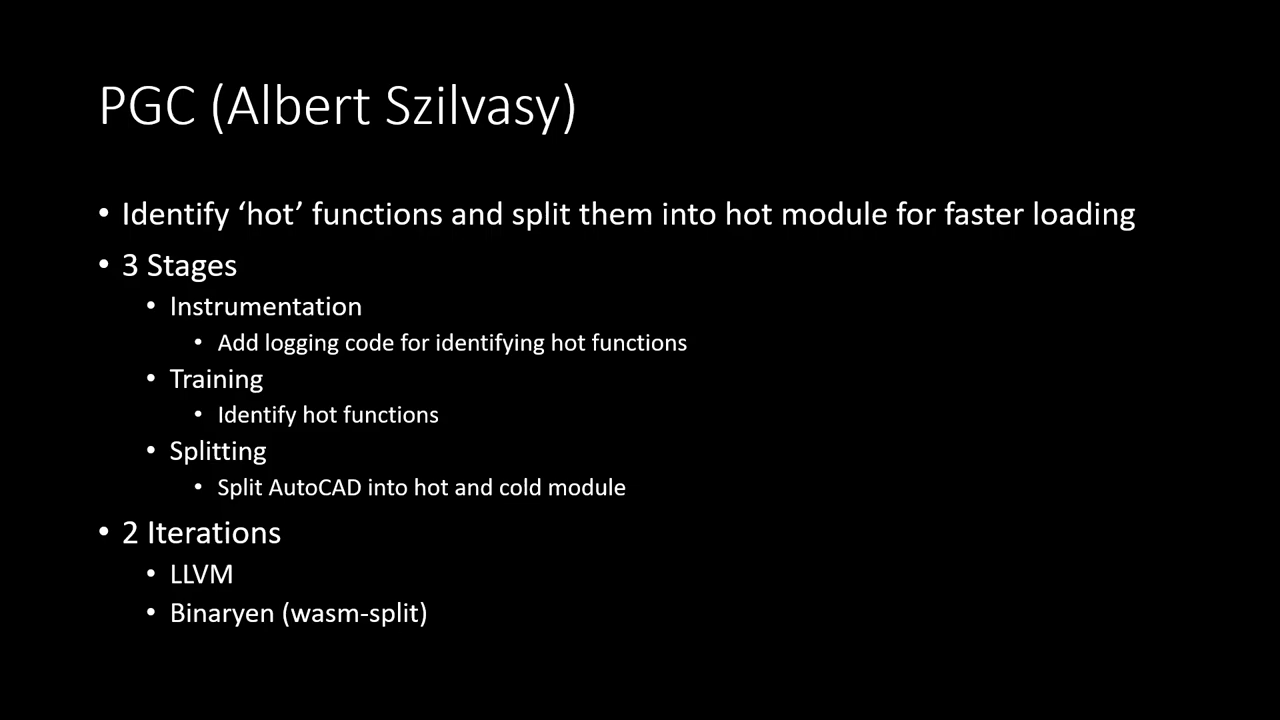 PGC (Albert Szilvasy)
• Identify ‘hot’ functions and split them into hot module for faster loading
• 3 Stages
• Instrumentation
• Add logging code for identifying hot functions
• Training
• Identify hot functions
• Splitting
• Split AutoCAD into hot and cold module
• 2 Iterations
• LLVM
• Binaryen (wasm-split)